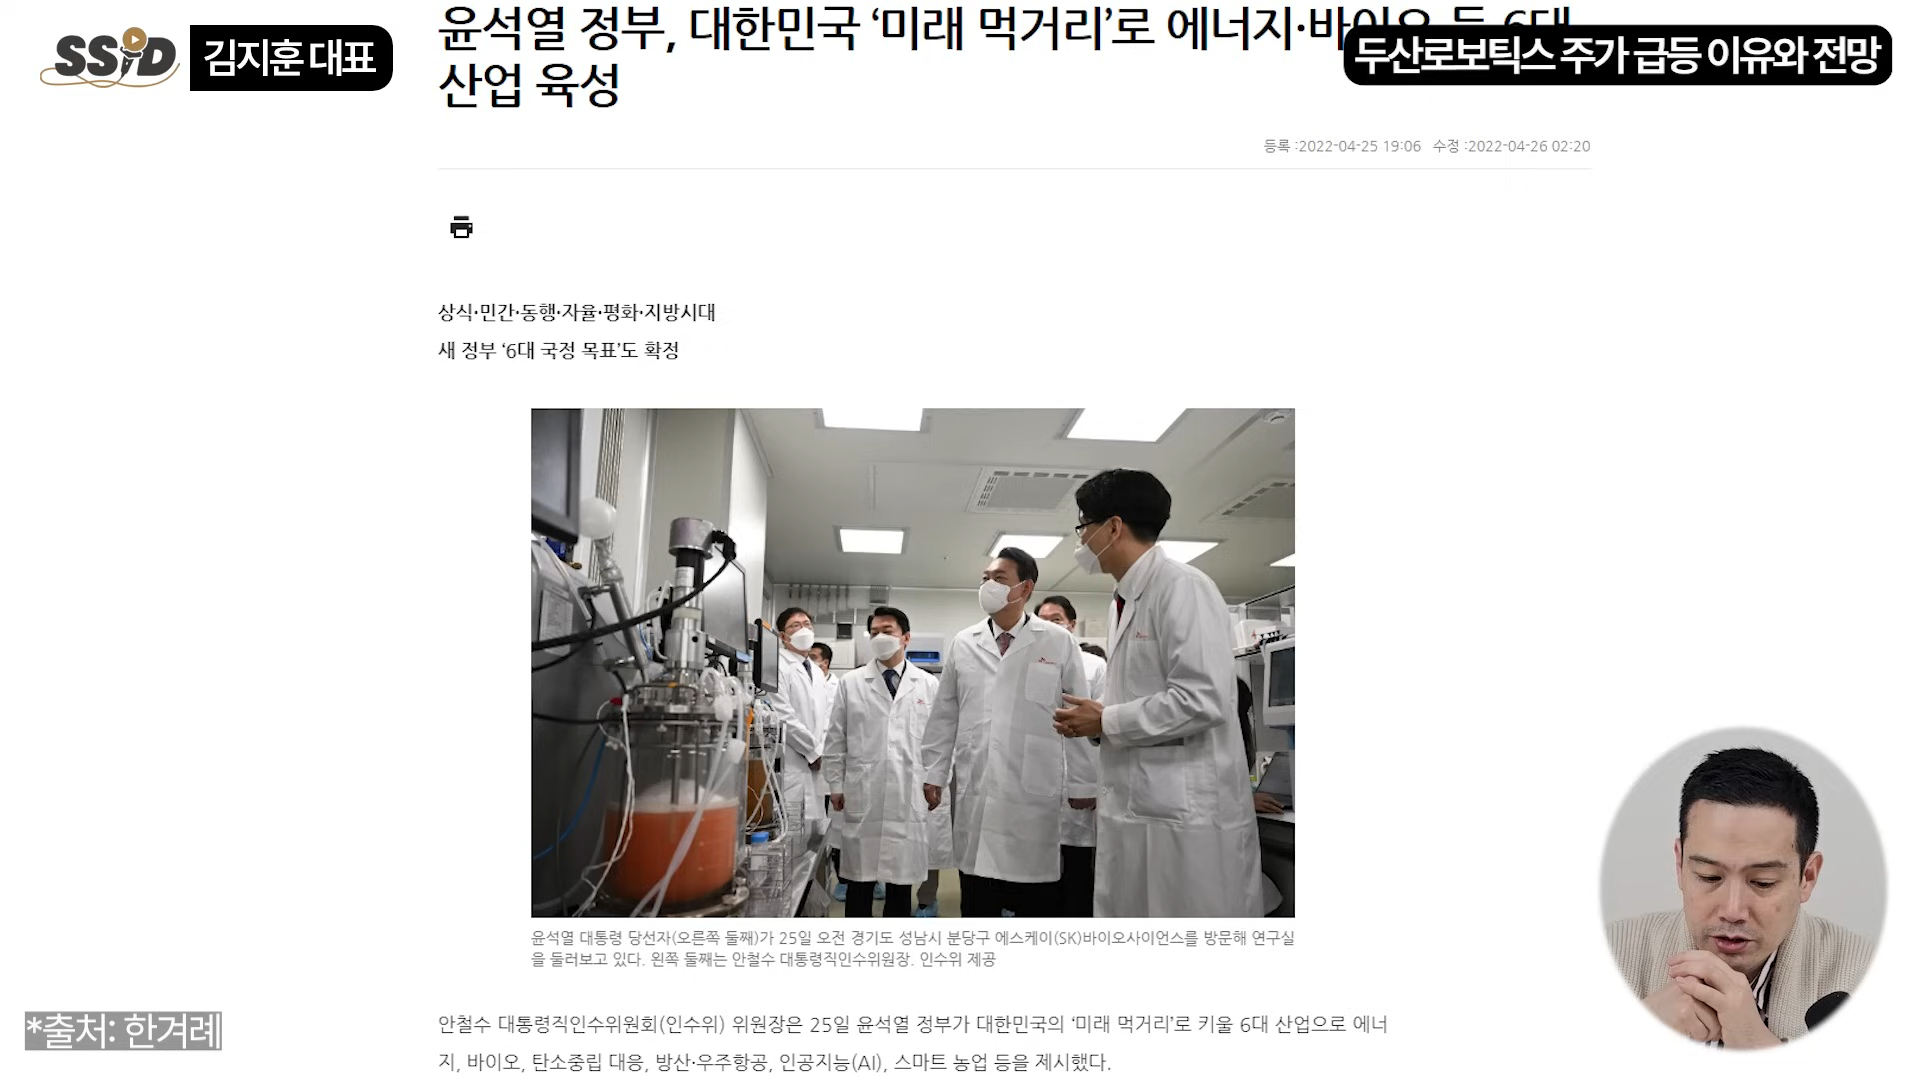 SSiD
김지훈 대표
두산로보틱스 주가 급등 이유와 전망
윤석열 정부, 대한민국 ‘미래 먹거리’로 에너지·바이오 등 6대
산업 육성
등록 :2022-04-25 19:06 수정 :2022-04-26 02:20
상식·민간·동행·자율·평화·지방시대
새 정부 ‘6대 국정 목표’도 확정
윤석열 대통령 당선자(오른쪽 둘째)가 25일 오전 경기도 성남시 분당구 에스케이(SK)바이오사이언스를 방문해 연구실
을 둘러보고 있다. 왼쪽 둘째는 안철수 대통령직인수위원장. 인수위 제공
*출처: 한겨레
안철수 대통령직인수위원회(인수위) 위원장은 25일 윤석열 정부가 대한민국의 ‘미래 먹거리’로 키울 6대 산업으로 에너
지, 바이오, 탄소중립 대응, 방산·우주항공, 인공지능(AI), 스마트 농업 등을 제시했다.